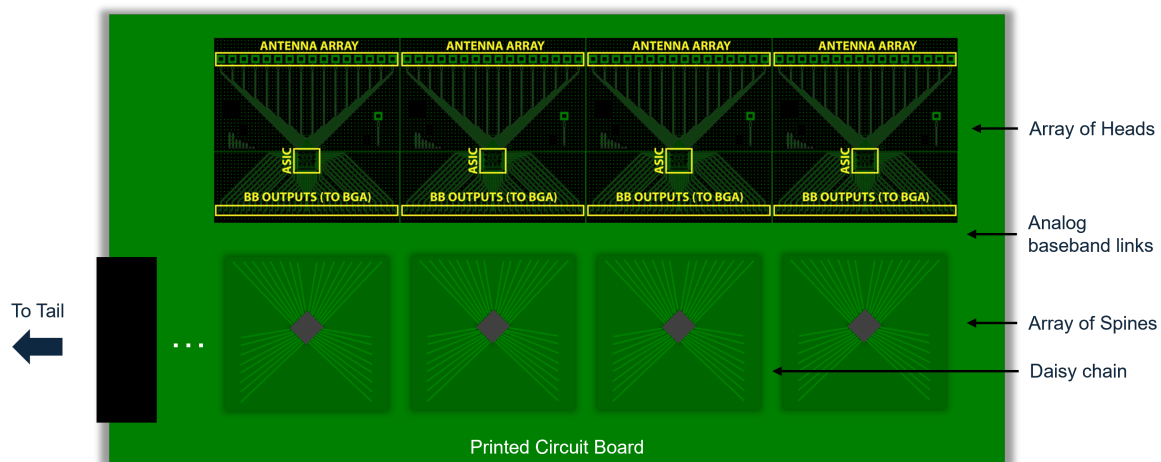 ANTENNA ARRAY ANTENNA ARRAY ANTENNA ARRAY ANTENNA ARRAY
Array of Heads
ASIC ASIC ASIC ASIC
BB OUTPUTS (TO BGA) BB OUTPUTS (TO BGA) BB OUTPUTS (TO BGA) BB OUTPUTS (TO BGA)
Analog
baseband links
To Tail
...
Array of Spines
Daisy chain
Printed Circuit Board